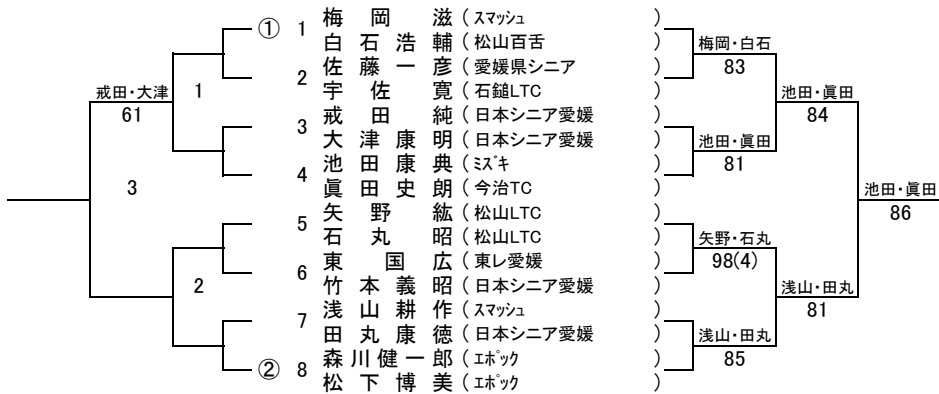 ① 1 梅岡滋 (スマッシュ)
白石浩輔 (松山百舌)
2 佐藤一彦 (愛媛県シニア)
宇佐寛 (石鎚LTC)
3 戒田純 (日本シニア愛媛)
大津康明 (日本シニア愛媛)
4 池田康典 (ミズキ)
眞田史朗 (今治TC)
5 矢野紘 (松山LTC)
石丸昭 (松山LTC)
6 東国広 (東レ愛媛)
竹本義昭 (日本シニア愛媛)
7 浅山耕作 (スマッシュ)
田丸康徳 (日本シニア愛媛)
② 8 森川健一郎 (エポック)
松下博美 (エポック)
戒田・大津
61
1
3
2
梅岡・白石
83
池田・眞田
81
矢野・石丸
98(4)
浅山・田丸
85
池田・眞田
84
浅山・田丸
81
池田・眞田
86